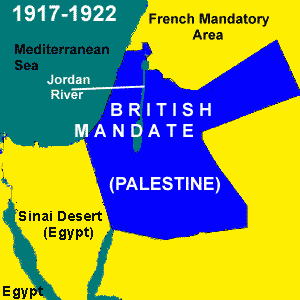 1917-1922
French Mandatory
Area
Mediterranean
Sea
Jordan
River
BRITISH
MANDATE
(PALESTINE)
Sinai Desert
(Egypt)
Egypt